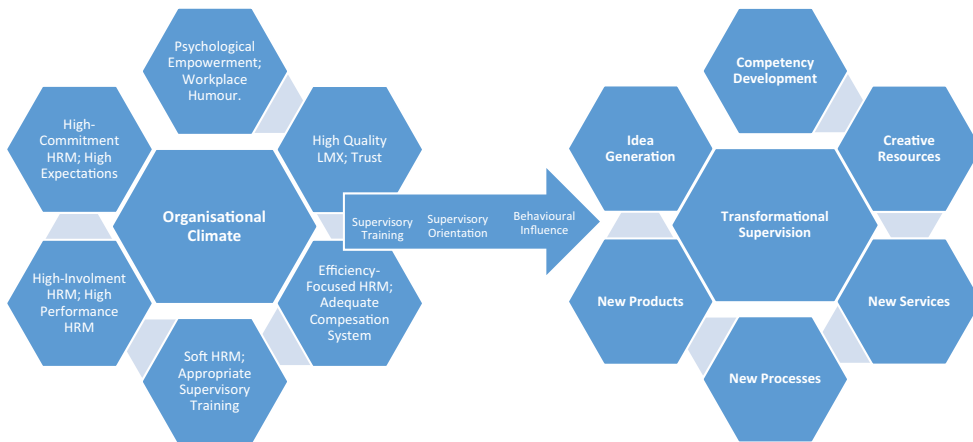 Psychological
Empowerment;
Workplace
Humour.
High-
Commitment
HRM; High
Expectations
High Quality
LMX; Trust
Organisational
Climate
High-Involment
HRM; High
Performance
HRM
Efficiency-
Focused HRM;
Adequate
Compesation
System
Soft HRM;
Appropriate
Supervisory
Training
Supervisory
Training
Supervisory
Orientation
Behavioural
Influence
Competency
Development
Idea
Generation
Creative
Resources
Transformational
Supervision
New Products
New Services
New Processes